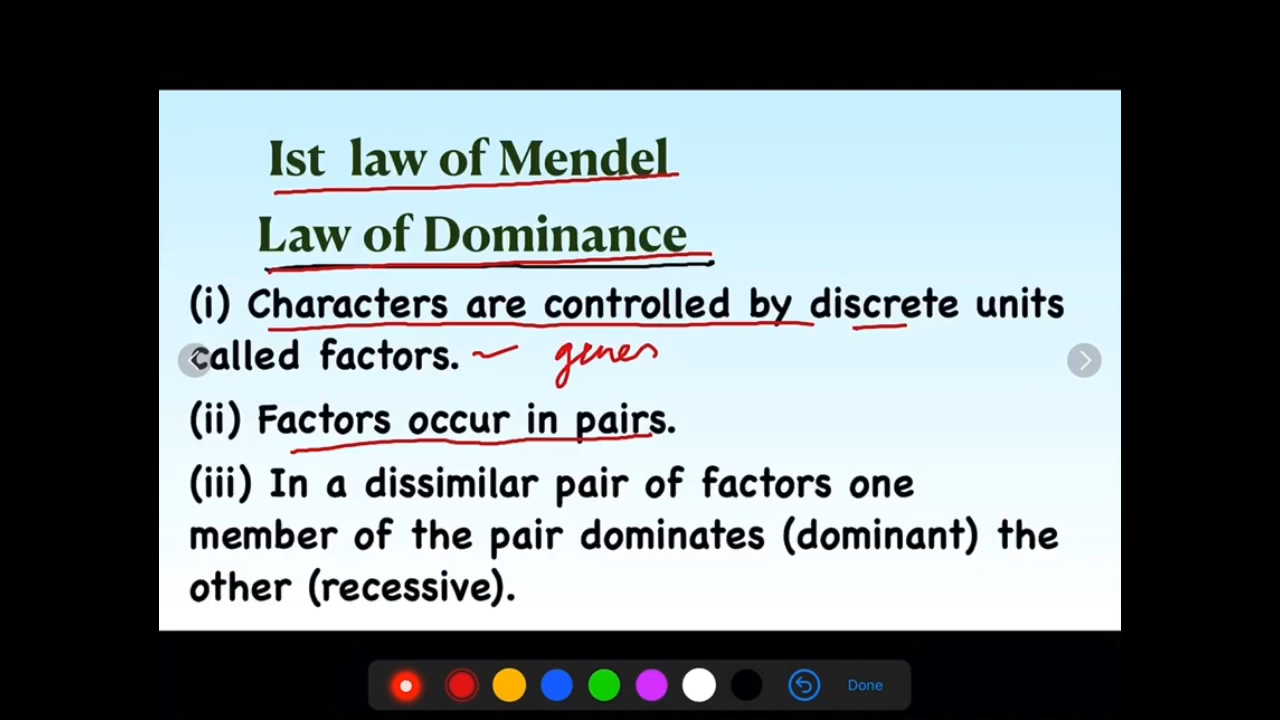 Ist law of Mendel
Law of Dominance
(i) Characters are controlled by discrete units
called factors. genes
(ii) Factors occur in pairs.
(iii) In a dissimilar pair of factors one
member of the pair dominates (dominant) the
other (recessive).
Done